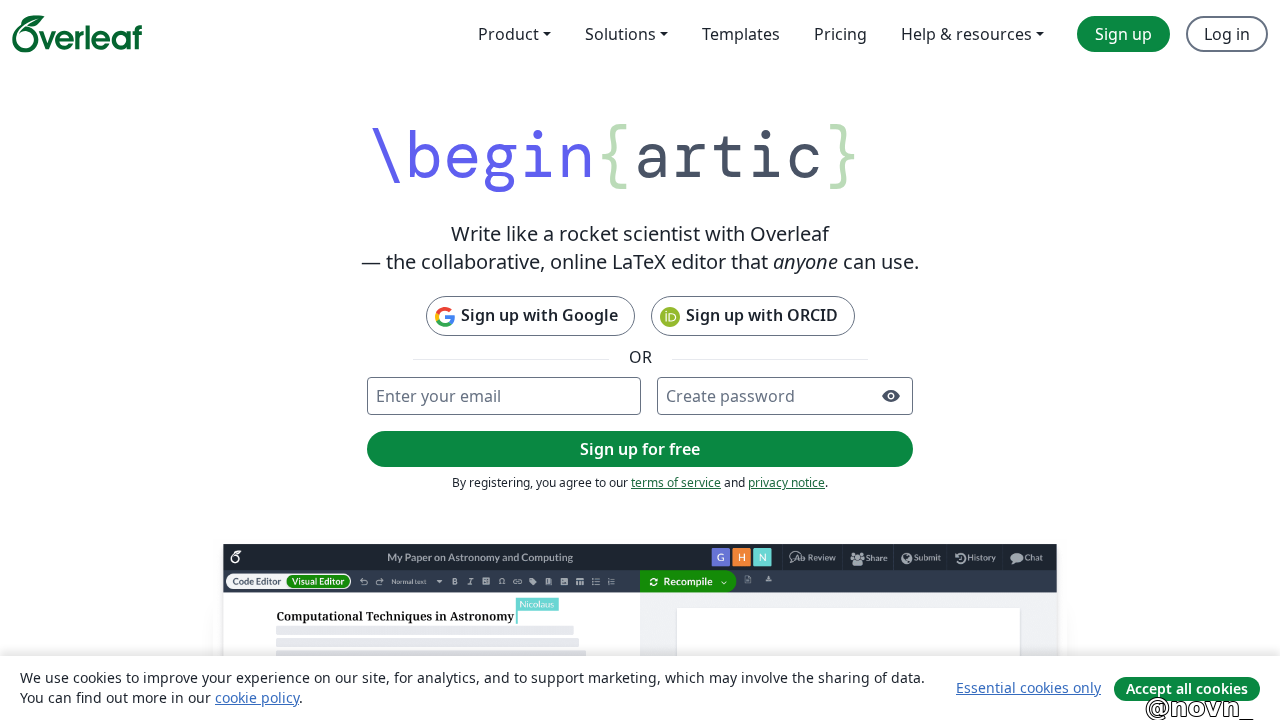 Overleaf
Product
Solutions
Templates
Pricing
Help & resources
Sign up
Log in
\begin{artic}
Write like a rocket scientist with Overleaf
— the collaborative, online LaTeX editor that anyone can use.
Sign up with Google
Sign up with ORCID
OR
Enter your email
Create password
Sign up for free
By registering, you agree to our terms of service and privacy notice.
My Paper on Astronomy and Computing
G H N
Review
Share
Submit
History
Chat
Code Editor
Visual Editor
Normal text
Recompile
Nicolaus
Computational Techniques in Astronomy
We use cookies to improve your experience on our site, for analytics, and to support marketing, which may involve the sharing of data.
You can find out more in our cookie policy.
Essential cookies only
Accept all cookies
@novn_